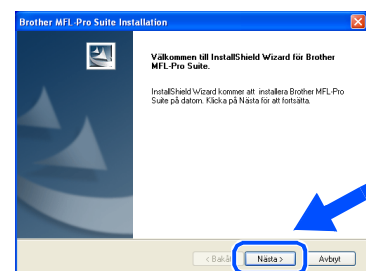 Brother MFL-Pro Suite Installation
Välkommen till InstallShield Wizard för Brother
MFL-Pro Suite.
InstallShield Wizard kommer att installera Brother MFL-Pro
Suite på datorn. Klicka på Nästa för att fortsätta.
< Bakåt
Nästa >
Avbryt